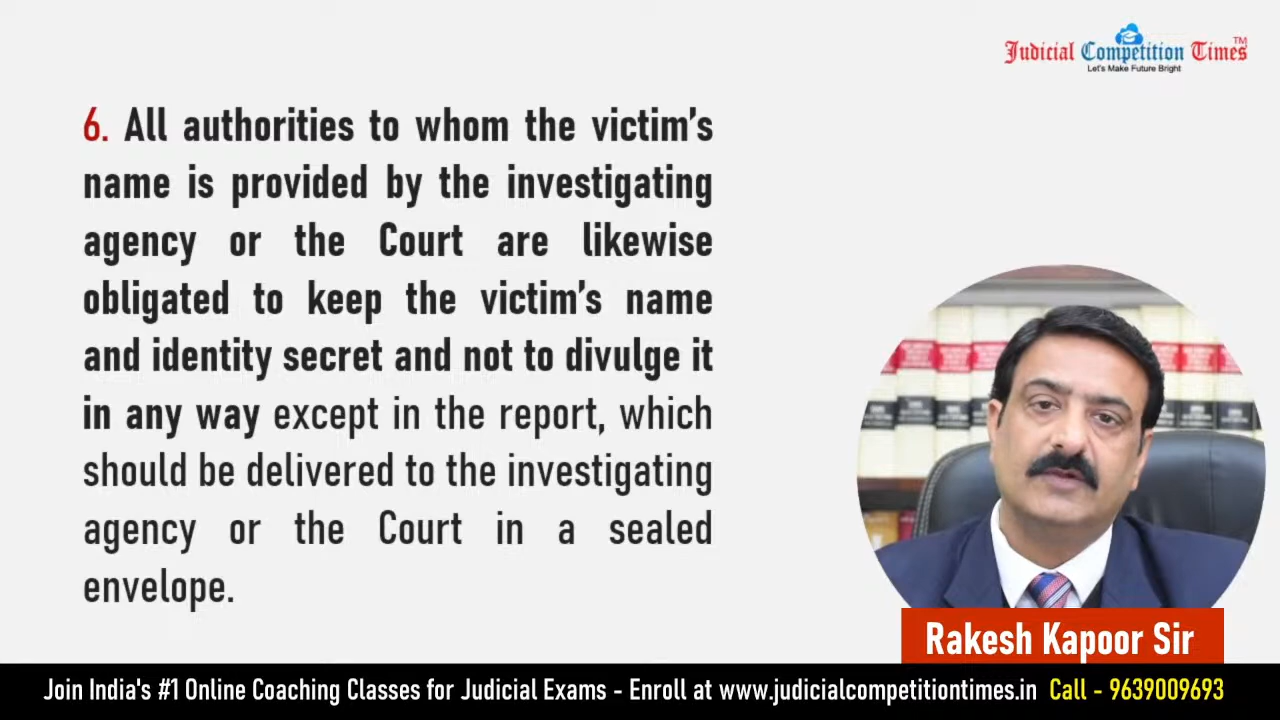 Judicial Competition Times TM
Let's Make Future Bright
6. All authorities to whom the victim's
name is provided by the investigating
agency or the Court are likewise
obligated to keep the victim's name
and identity secret and not to divulge it
in any way except in the report, which
should be delivered to the investigating
agency or the Court in a sealed
envelope.
Rakesh Kapoor Sir
Join India's #1 Online Coaching Classes for Judicial Exams - Enroll at www.judicialcompetitiontimes.in Call - 9639009693